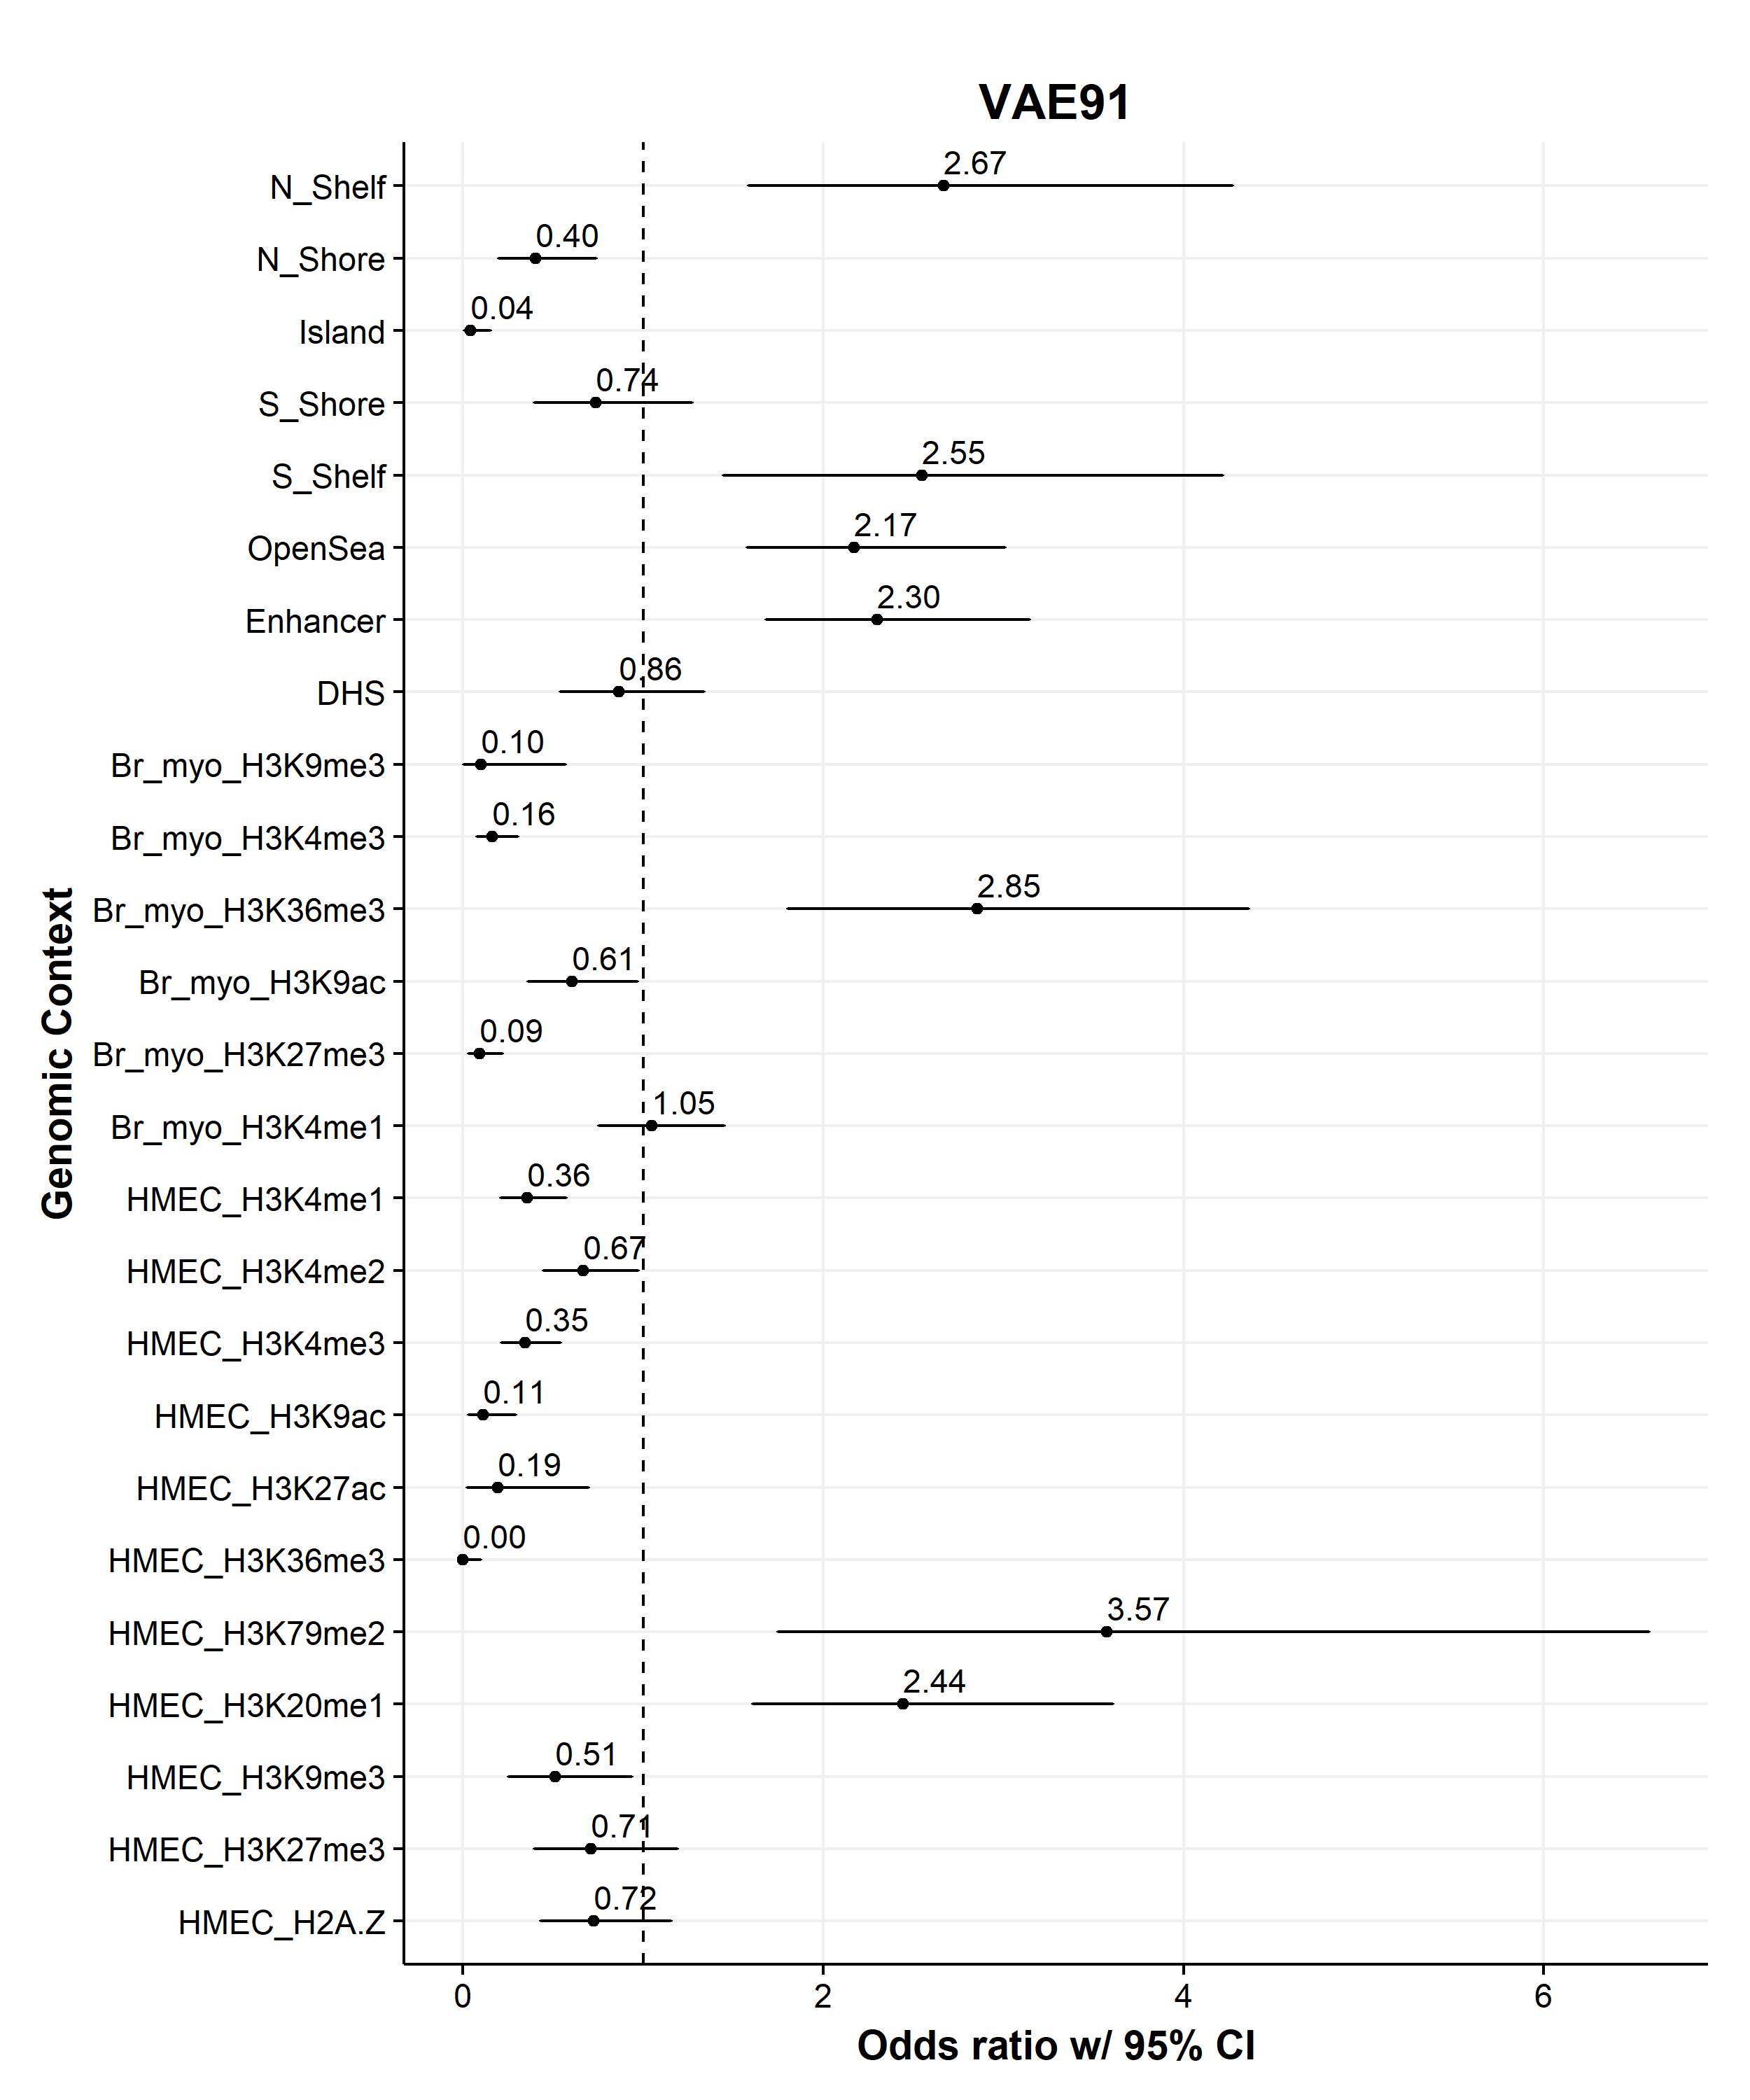 VAE91
N_Shelf 2.67
N_Shore 0.40
Island 0.04
S_Shore 0.74
S_Shelf 2.55
OpenSea 2.17
Enhancer 2.30
DHS 0.86
Br_myo_H3K9me3 0.10
Br_myo_H3K4me3 0.16
Br_myo_H3K36me3 2.85
Br_myo_H3K9ac 0.61
Br_myo_H3K27me3 0.09
Br_myo_H3K4me1 1.05
HMEC_H3K4me1 0.36
HMEC_H3K4me2 0.67
HMEC_H3K4me3 0.35
HMEC_H3K9ac 0.11
HMEC_H3K27ac 0.19
HMEC_H3K36me3 0.00
HMEC_H3K79me2 3.57
HMEC_H3K20me1 2.44
HMEC_H3K9me3 0.51
HMEC_H3K27me3 0.71
HMEC_H2A.Z 0.72
Genomic Context
0 2 4 6
Odds ratio w/ 95% CI